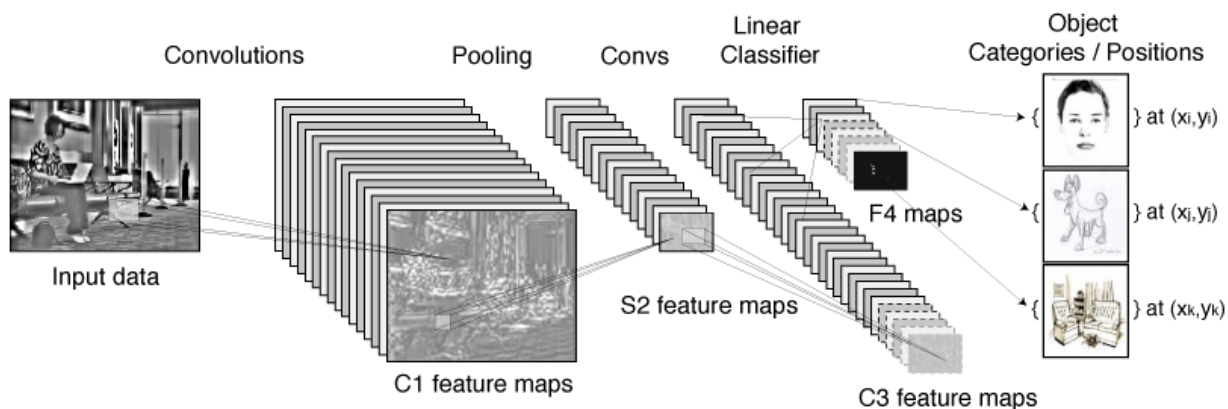 Convolutions
Pooling
Convs
Linear
Classifier
Object
Categories / Positions
{ } at (xi,yi)
{ } at (xj,yj)
{ } at (xk,yk)
Input data
C1 feature maps
S2 feature maps
F4 maps
C3 feature maps